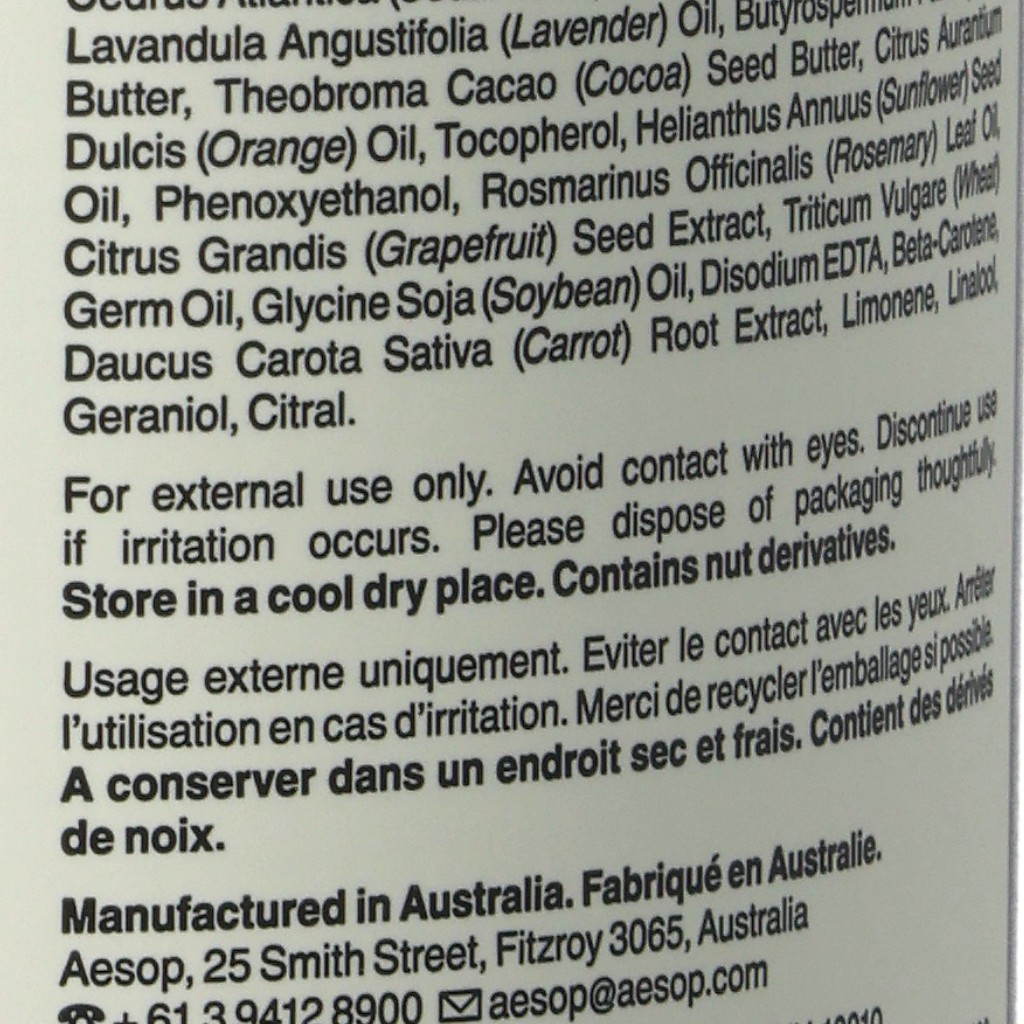 Cedrus Atlantica
Lavandula Angustifolia (Lavender) Oil, Butyrospermum
Butter, Theobroma Cacao (Cocoa) Seed Butter, Citrus Aurantium
Dulcis (Orange) Oil, Tocopherol, Helianthus Annuus (Sunflower) Seed
Oil, Phenoxyethanol, Rosmarinus Officinalis (Rosemary) Leaf Oil,
Citrus Grandis (Grapefruit) Seed Extract, Triticum Vulgare (Wheat)
Germ Oil, Glycine Soja (Soybean) Oil, Disodium EDTA, Beta-Carotene,
Daucus Carota Sativa (Carrot) Root Extract, Limonene, Linalool,
Geraniol, Citral.
For external use only. Avoid contact with eyes. Discontinue use
if irritation occurs. Please dispose of packaging thoughtfully.
Store in a cool dry place. Contains nut derivatives.
Usage externe uniquement. Eviter le contact avec les yeux. Arrêter
l'utilisation en cas d'irritation. Merci de recycler l'emballage si possible.
A conserver dans un endroit sec et frais. Contient des dérivés
de noix.
Manufactured in Australia. Fabriqué en Australie.
Aesop, 25 Smith Street, Fitzroy 3065, Australia
☎ + 61 3 9412 8900 ✉ aesop@aesop.com